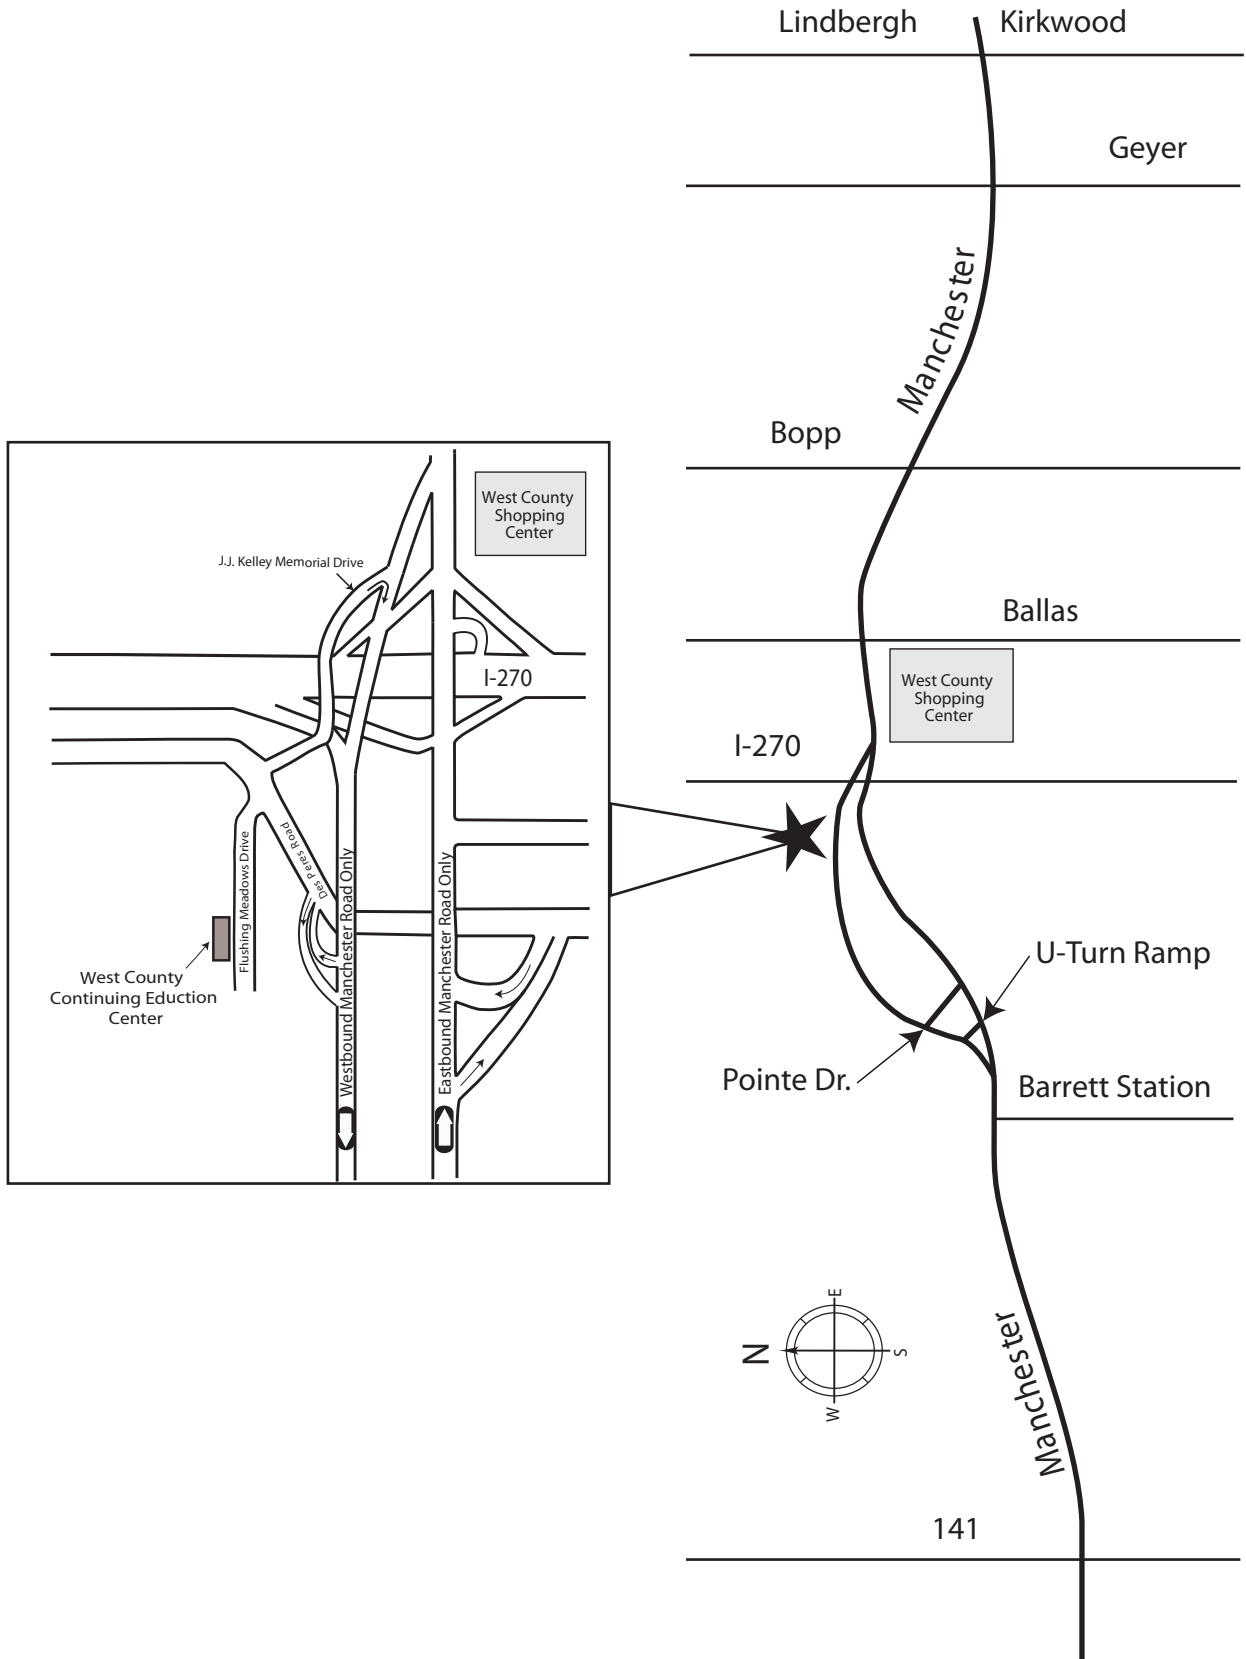 Lindbergh
Kirkwood
Geyer
Manchester
Bopp
Ballas
West County
Shopping
Center
I-270
U-Turn Ramp
Pointe Dr.
Barrett Station
N
E
S
W
Manchester
141
West County
Shopping
Center
J.J. Kelley Memorial Drive
I-270
Des Peres Road
Flushing Meadows Drive
Westbound Manchester Road Only
Eastbound Manchester Road Only
West County
Continuing Eduction
Center